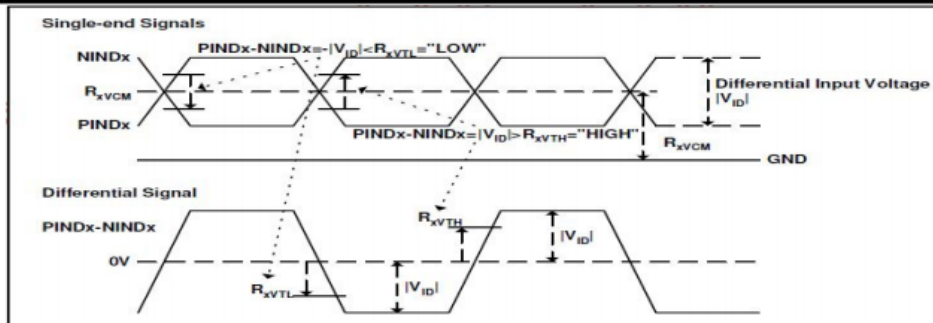 Single-end Signals
NINDx
PINDx-NINDx=-|VID|<RxVTL="LOW"
RxVCM
Differential Input Voltage
|VID|
PINDx
PINDx-NINDx=|VID|>RxVTH="HIGH"
RxVCM
GND
Differential Signal
PINDx-NINDx
RxVTH
|VID|
0V
RxVTL
|VID|